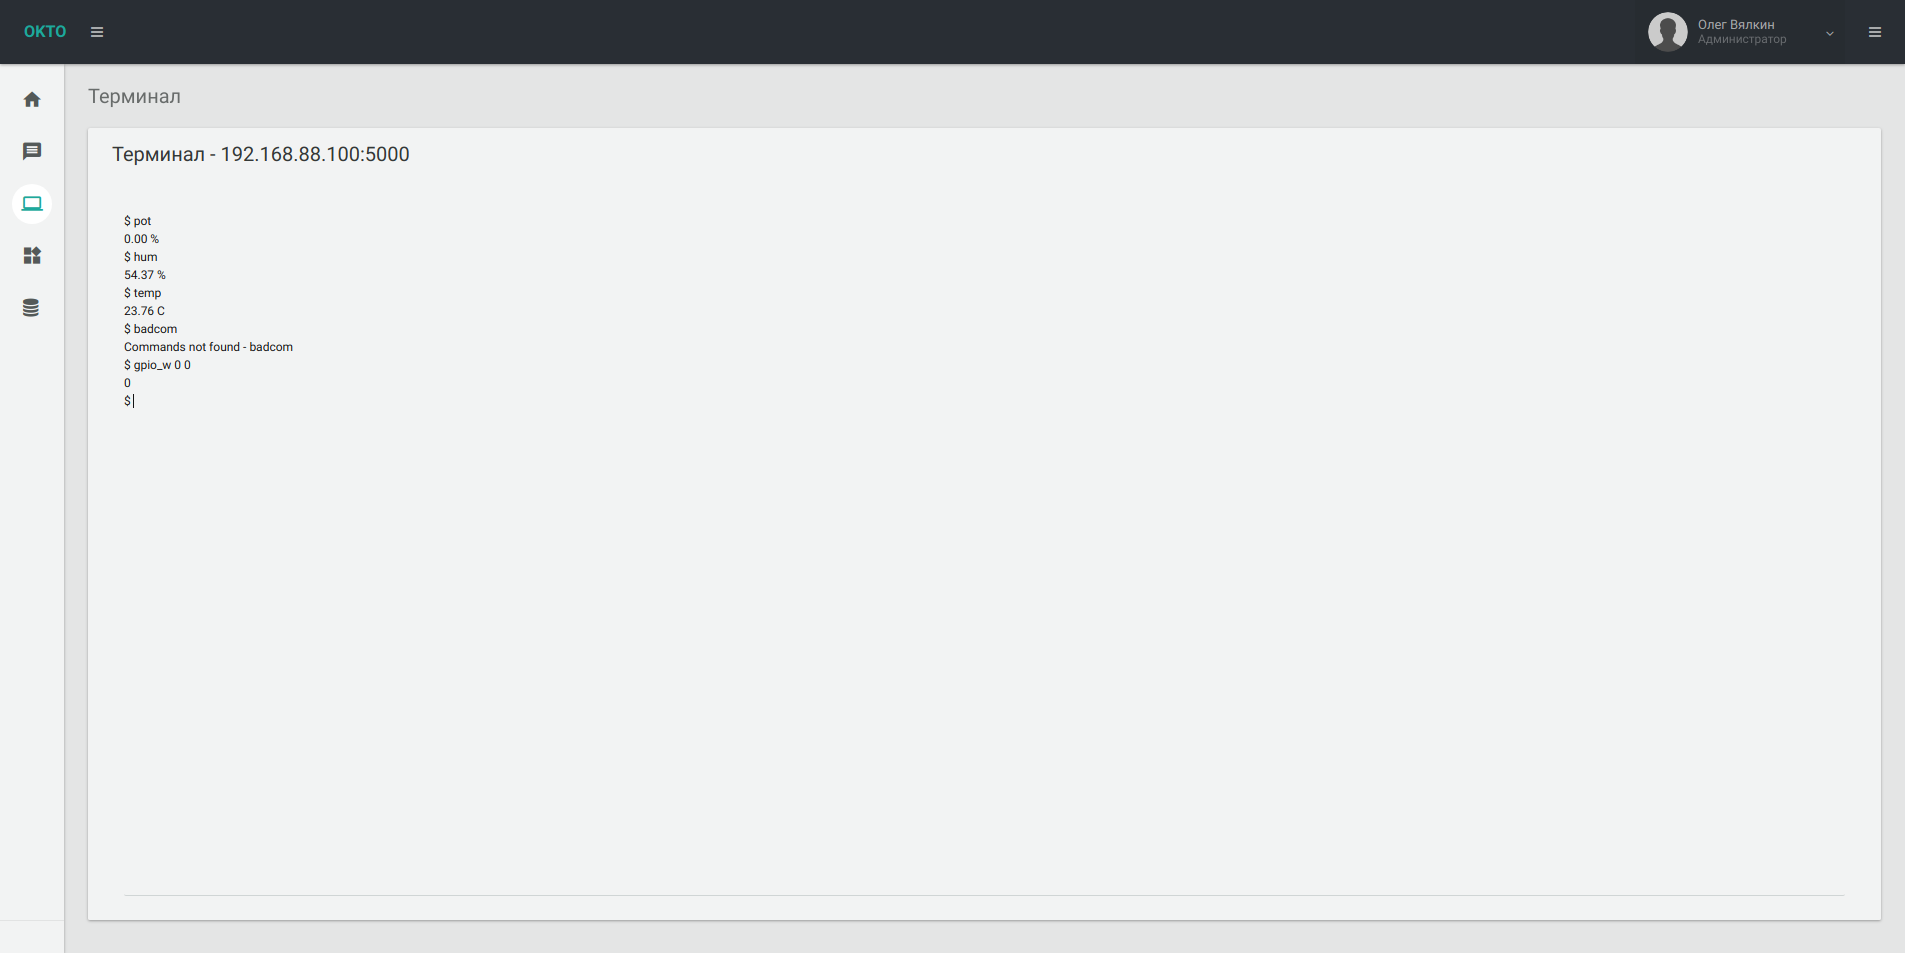 OKTO
Олег Вялкин
Администратор
Терминал
Терминал - 192.168.88.100:5000
$ pot
0.00 %
$ hum
54.37 %
$ temp
23.76 C
$ badcom
Commands not found - badcom
$ gpio_w 0 0
0
$